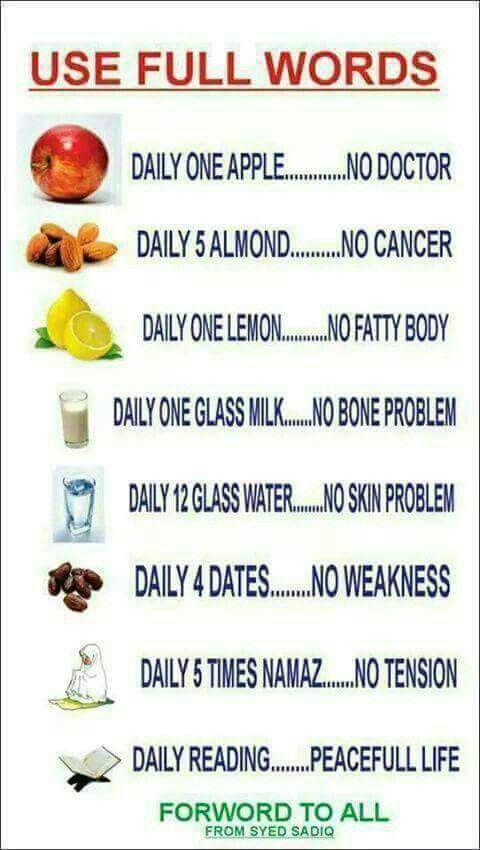 USE FULL WORDS
DAILY ONE APPLE.............NO DOCTOR
DAILY 5 ALMOND..........NO CANCER
DAILY ONE LEMON...........NO FATTY BODY
DAILY ONE GLASS MILK.......NO BONE PROBLEM
DAILY 12 GLASS WATER........NO SKIN PROBLEM
DAILY 4 DATES........NO WEAKNESS
DAILY 5 TIMES NAMAZ.......NO TENSION
DAILY READING........PEACEFULL LIFE
FORWORD TO ALL
FROM SYED SADIQ